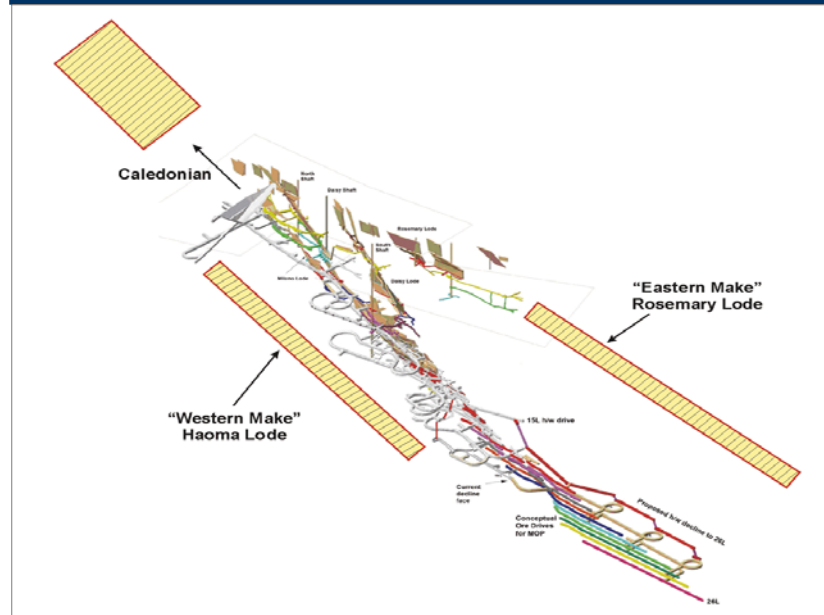 Caledonian
North
Shaft
Daisy Shaft
Rosemary Lode
South
Shaft
Daisy Lode
"Eastern Make"
Rosemary Lode
"Western Make"
Haoma Lode
15L h/w drive
Current
decline
face
Proposed h/w decline to 26L
Conceptual
Ore Drives
for MOP
26L